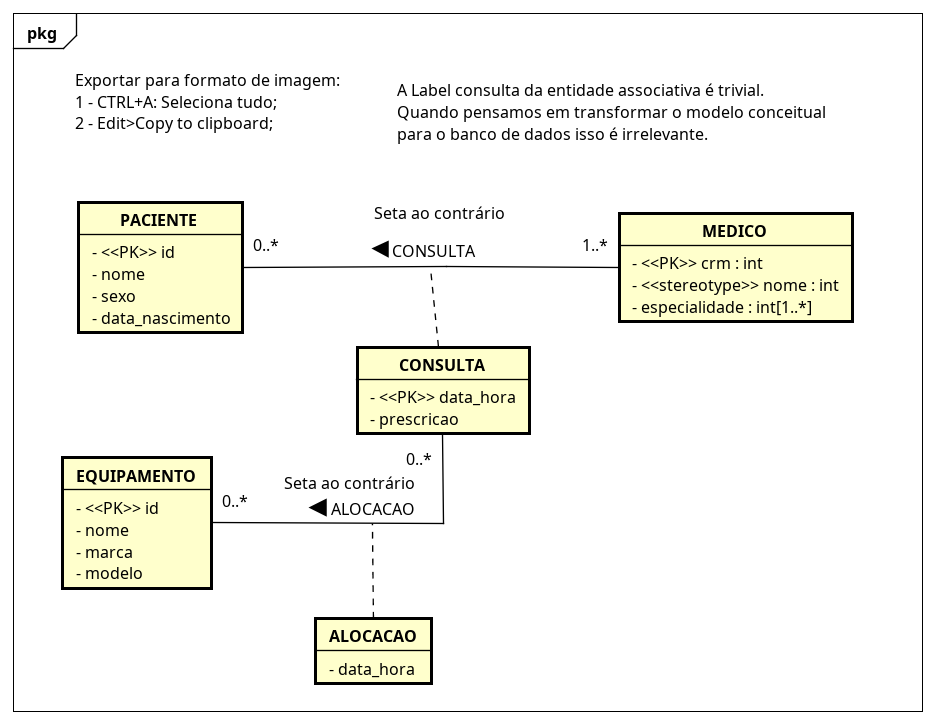 pkg
Exportar para formato de imagem:
1 - CTRL+A: Seleciona tudo;
2 - Edit>Copy to clipboard;
A Label consulta da entidade associativa é trivial.
Quando pensamos em transformar o modelo conceitual
para o banco de dados isso é irrelevante.
PACIENTE
- <<PK>> id
- nome
- sexo
- data_nascimento
0..*
Seta ao contrário
CONSULTA
1..*
MEDICO
- <<PK>> crm : int
- <<stereotype>> nome : int
- especialidade : int[1..*]
CONSULTA
- <<PK>> data_hora
- prescricao
0..*
EQUIPAMENTO
- <<PK>> id
- nome
- marca
- modelo
0..*
Seta ao contrário
ALOCACAO
ALOCACAO
- data_hora